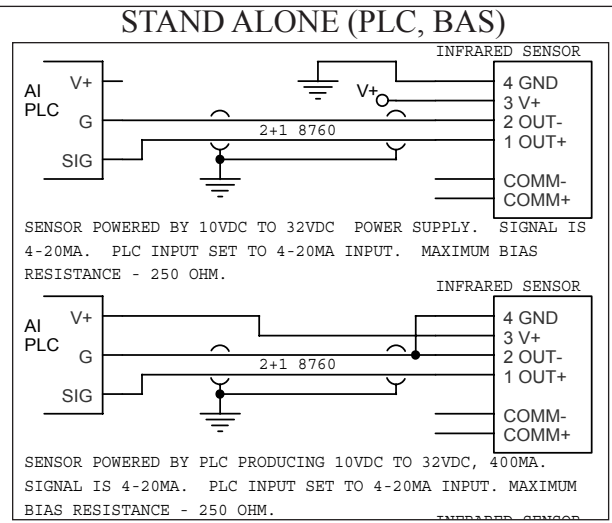 STAND ALONE (PLC, BAS)
INFRARED SENSOR
AI
PLC
V+
G
SIG
V+
2+1 8760
4 GND
3 V+
2 OUT-
1 OUT+
COMM-
COMM+
SENSOR POWERED BY 10VDC TO 32VDC POWER SUPPLY. SIGNAL IS
4-20MA. PLC INPUT SET TO 4-20MA INPUT. MAXIMUM BIAS
RESISTANCE - 250 OHM.
INFRARED SENSOR
AI
PLC
V+
G
SIG
2+1 8760
4 GND
3 V+
2 OUT-
1 OUT+
COMM-
COMM+
SENSOR POWERED BY PLC PRODUCING 10VDC TO 32VDC, 400MA.
SIGNAL IS 4-20MA. PLC INPUT SET TO 4-20MA INPUT. MAXIMUM
BIAS RESISTANCE - 250 OHM.
INFRARED SENSOR